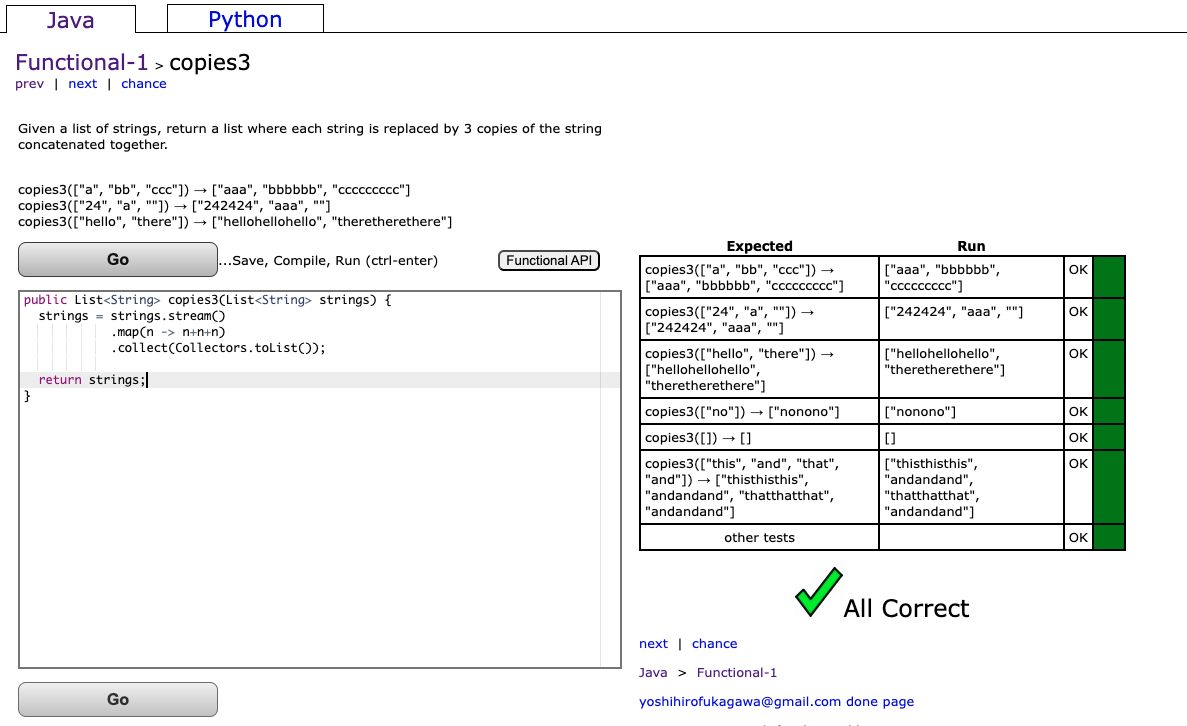 Java
Python
Functional-1 > copies3
prev | next | chance
Given a list of strings, return a list where each string is replaced by 3 copies of the string
concatenated together.
copies3(["a", "bb", "ccc"]) → ["aaa", "bbbbbb", "ccccccccc"]
copies3(["24", "a", ""]) → ["242424", "aaa", ""]
copies3(["hello", "there"]) → ["hellohellohello", "theretherethere"]
Go
...Save, Compile, Run (ctrl-enter)
Functional API
public List<String> copies3(List<String> strings) {
strings = strings.stream()
.map(n -> n+n+n)
.collect(Collectors.toList());
return strings;
}
Go
Expected
Run
copies3(["a", "bb", "ccc"]) →
["aaa", "bbbbbb", "ccccccccc"]
["aaa", "bbbbbb",
"ccccccccc"]
OK
copies3(["24", "a", ""]) →
["242424", "aaa", ""]
["242424", "aaa", ""]
OK
copies3(["hello", "there"]) →
["hellohellohello",
"theretherethere"]
["hellohellohello",
"theretherethere"]
OK
copies3(["no"]) → ["nonono"]
["nonono"]
OK
copies3([]) → []
[]
OK
copies3(["this", "and", "that",
"and"]) → ["thisthisthis",
"andandand", "thatthatthat",
"andandand"]
["thisthisthis",
"andandand",
"thatthatthat",
"andandand"]
OK
other tests
OK
All Correct
next | chance
Java > Functional-1
yoshihirofukagawa@gmail.com done page